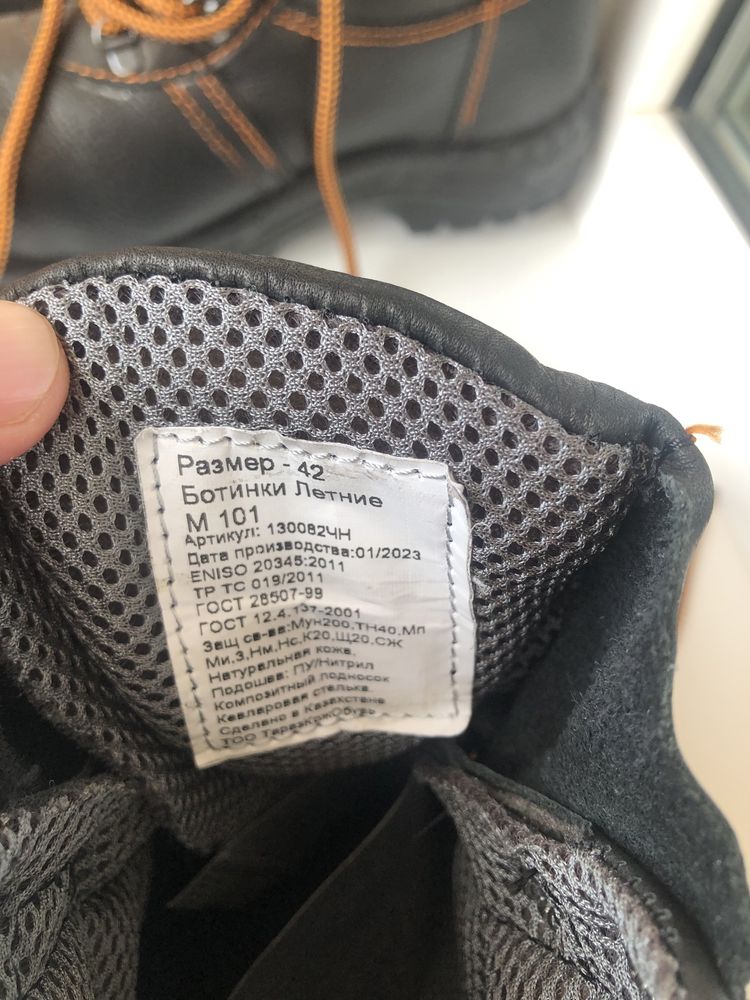 Размер - 42
Ботинки Летние
М 101
Артикул: 130082ЧН
Дата производства:01/2023
ENISO 20345:2011
ТР ТС 019/2011
ГОСТ 28507-99
ГОСТ 12.4.137-2001
Защ св-ва:Мун200,ТН40,Мп
Ми,З,Нм,Нс,К20,Щ20,СЖ
Натуральная кожа.
Подошва: ПУ/Нитрил
Композитный подносок
Кевларовая стелька.
Сделано в Казахстане
ТОО ТаразКожОбувь